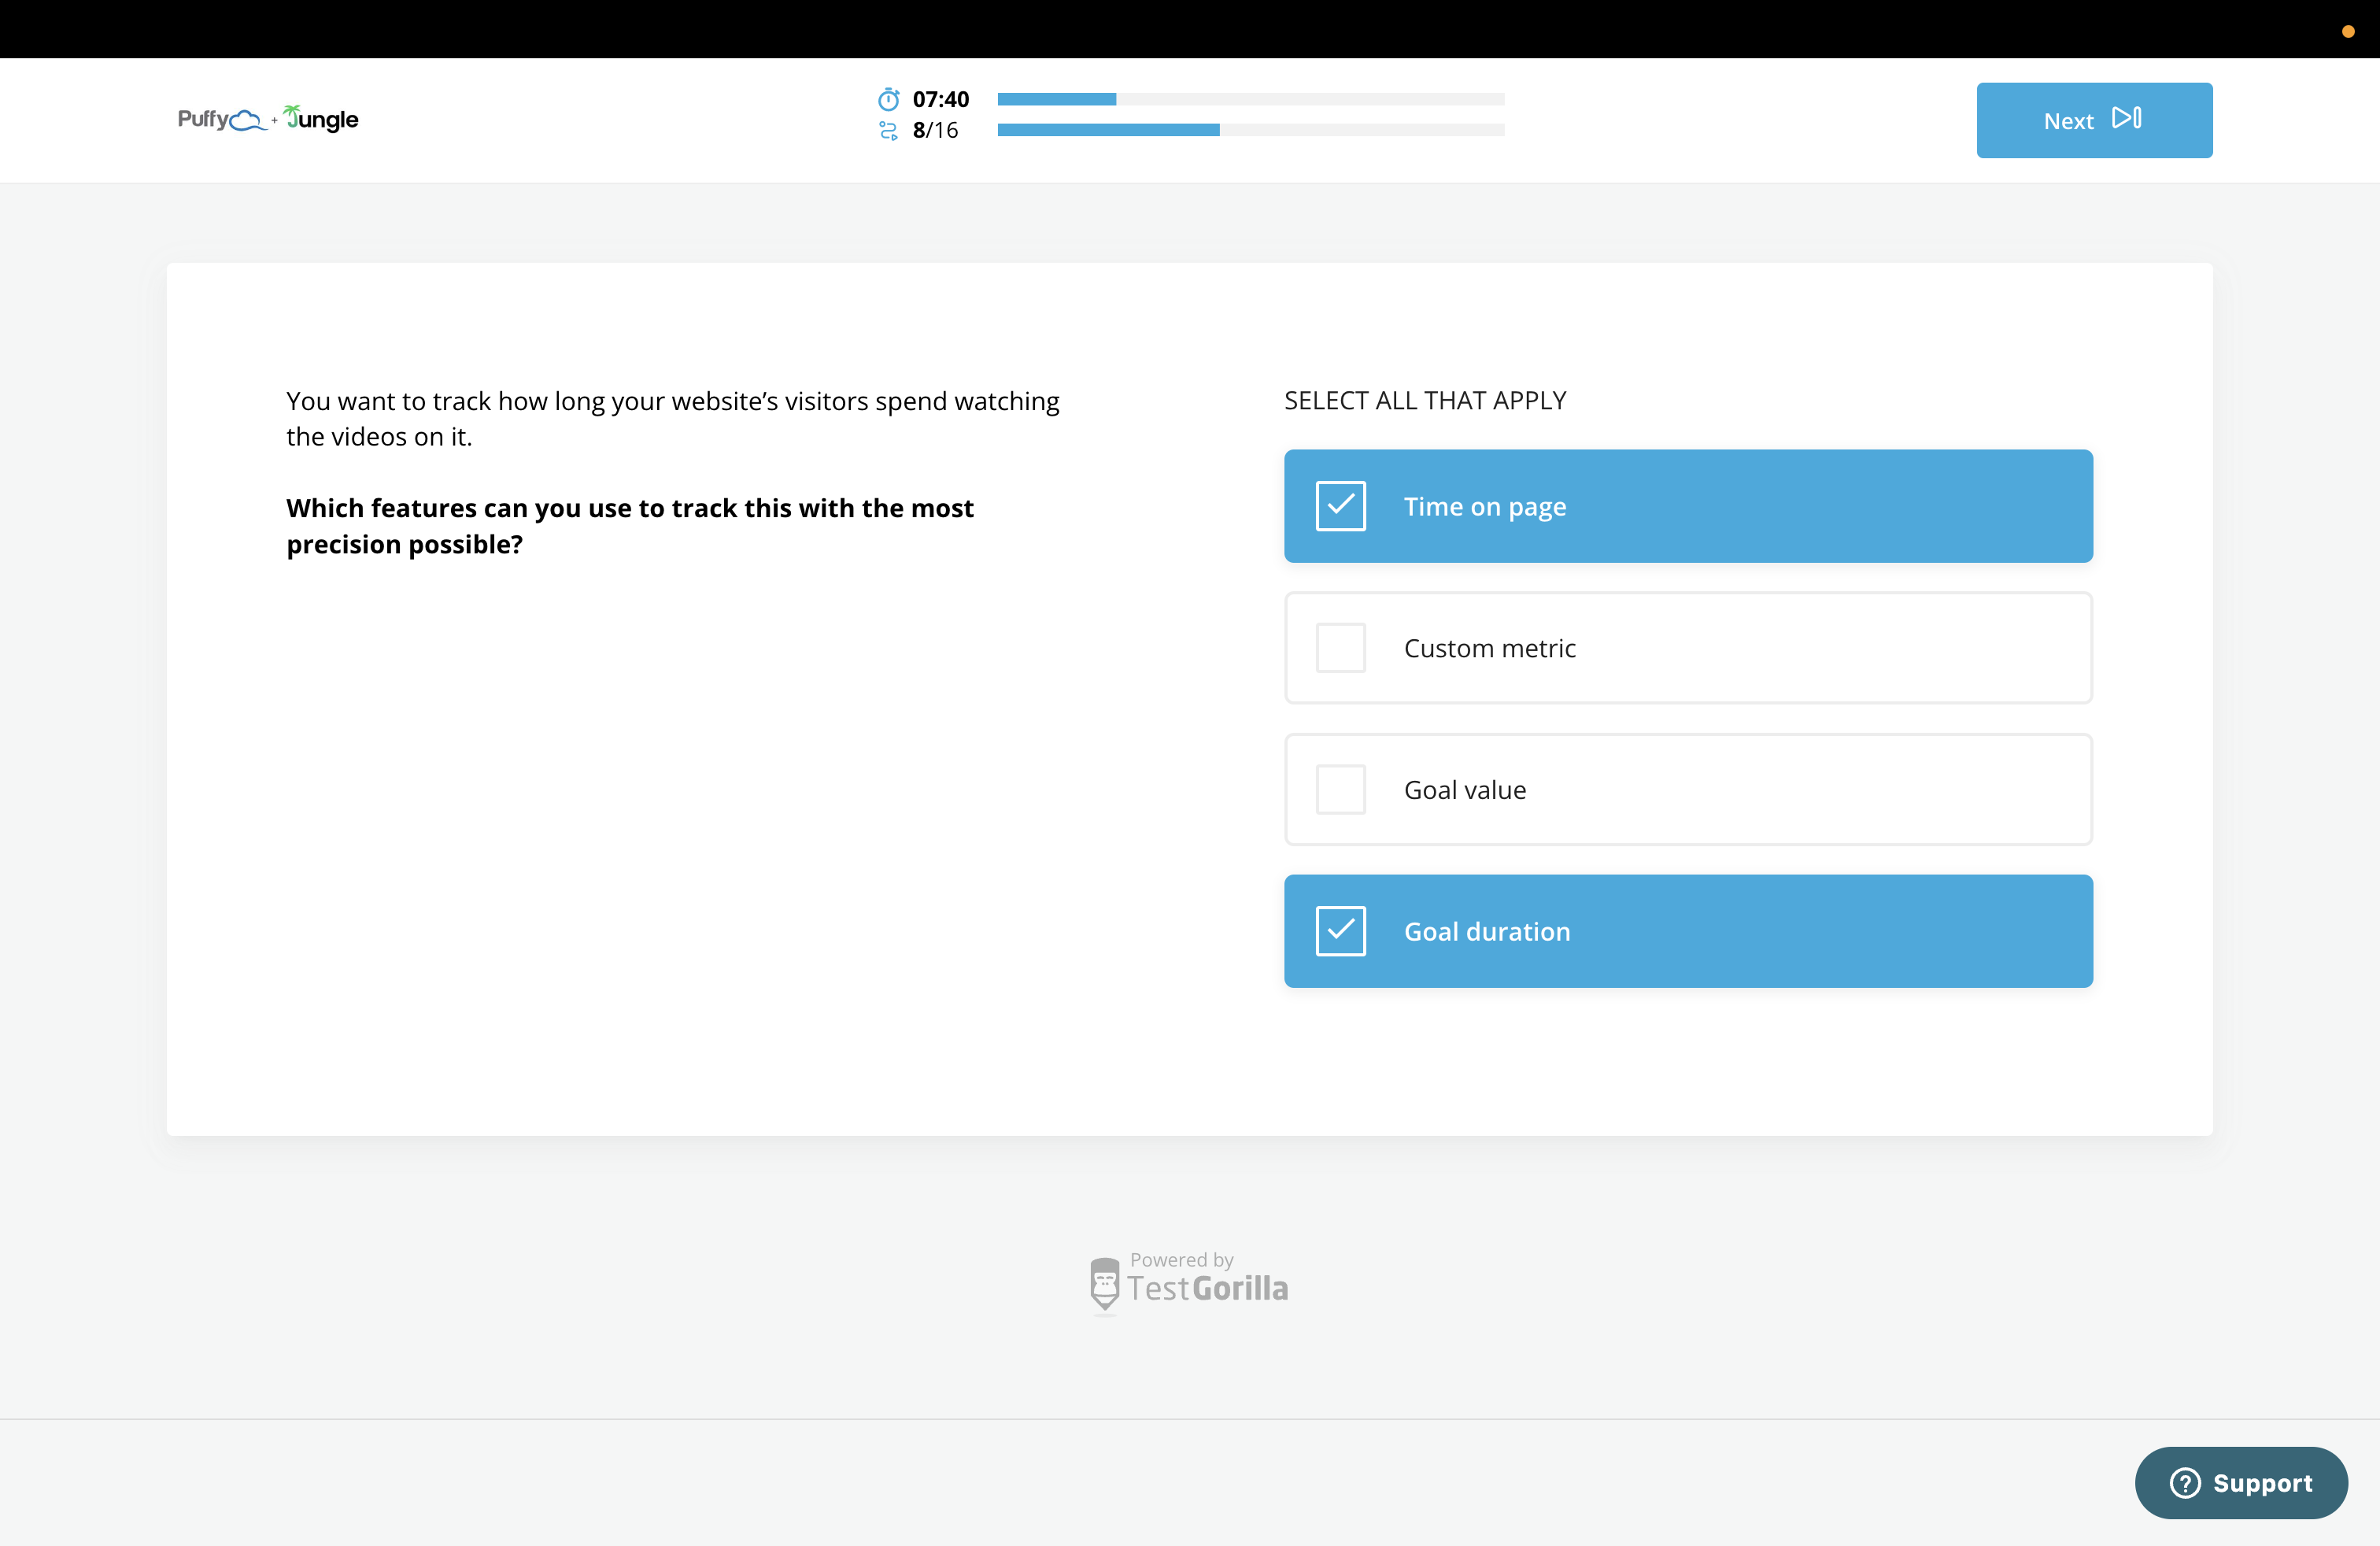 Puffy + Jungle
07:40
8/16
Next
You want to track how long your website’s visitors spend watching
the videos on it.
Which features can you use to track this with the most
precision possible?
SELECT ALL THAT APPLY
Time on page
Custom metric
Goal value
Goal duration
Powered by
TestGorilla
? Support